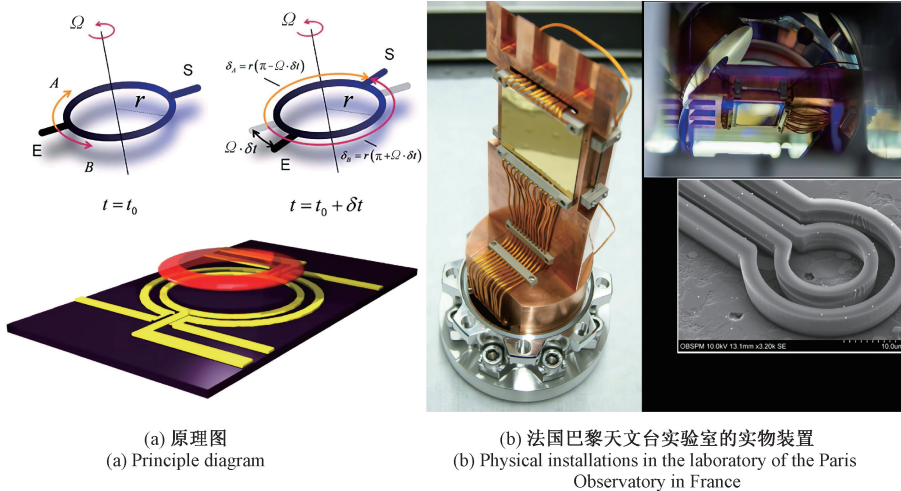 Ω
A
r
S
E
B
t = t₀
Ω
δ_A = r(π−Ω·δt)
S
r
Ω·δt
E
δ_B = r(π+Ω·δt)
t = t₀ + δt
OBSPM 10.0kV 13.1mm x3.20k SE
10.0um
(a) 原理图
(a) Principle diagram
(b) 法国巴黎天文台实验室的实物装置
(b) Physical installations in the laboratory of the Paris
Observatory in France